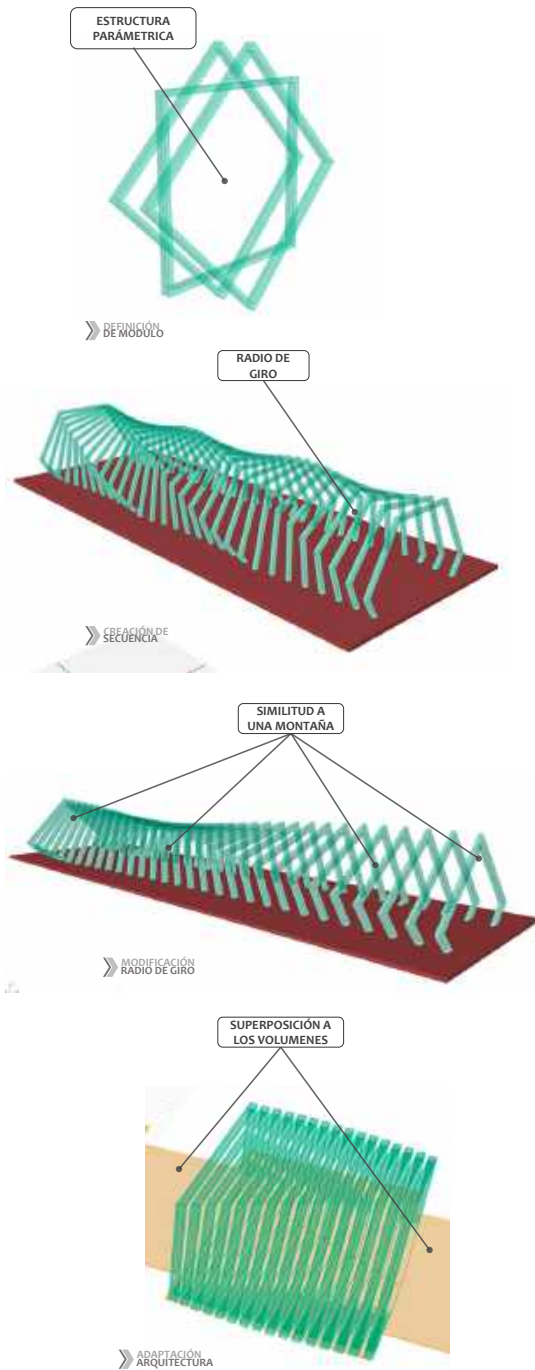 ESTRUCTURA
PARÁMETRICA
DEFINICIÓN
DE MODULO
RADIO DE
GIRO
CREACIÓN DE
SECUENCIA
SIMILITUD A
UNA MONTAÑA
MODIFICACIÓN
RADIO DE GIRO
SUPERPOSICIÓN A
LOS VOLUMENES
ADAPTACIÓN
ARQUITECTURA